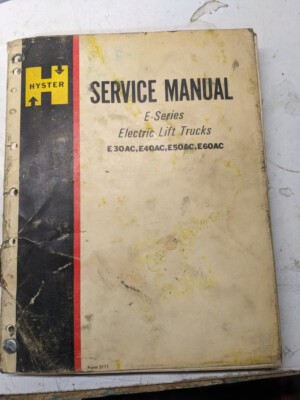 HYSTER
SERVICE MANUAL
E-Series
Electric Lift Trucks
E30AC, E40AC, E50AC, E60AC